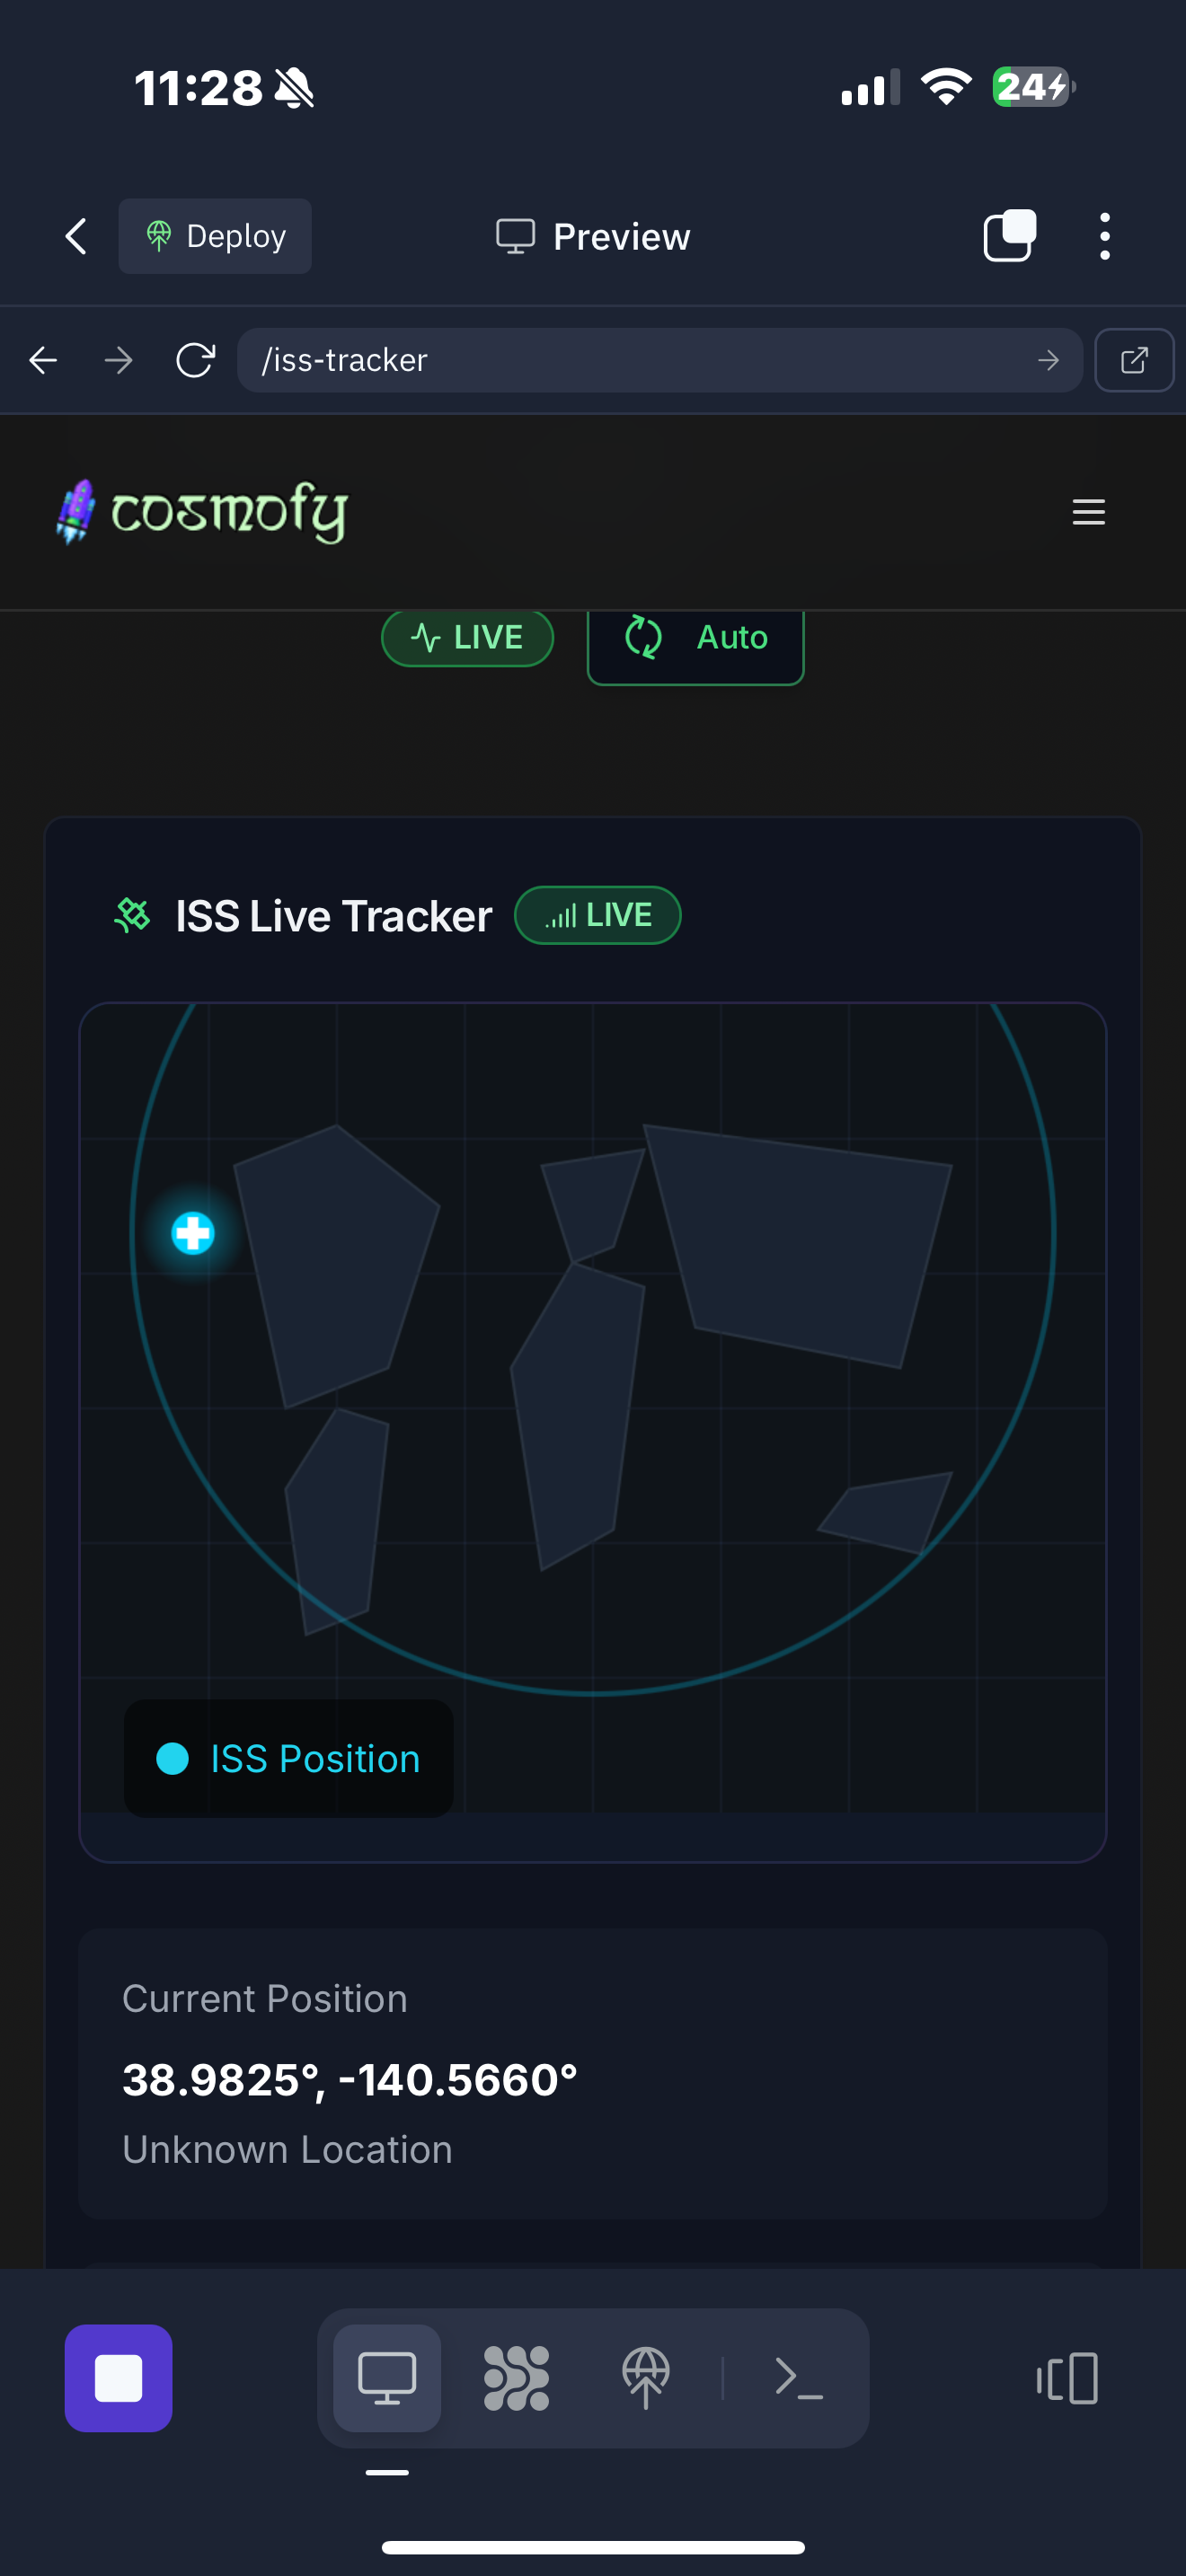 11:28
24
Deploy
Preview
/iss-tracker
cosmofy
LIVE
Auto
ISS Live Tracker
LIVE
ISS Position
Current Position
38.9825°, -140.5660°
Unknown Location